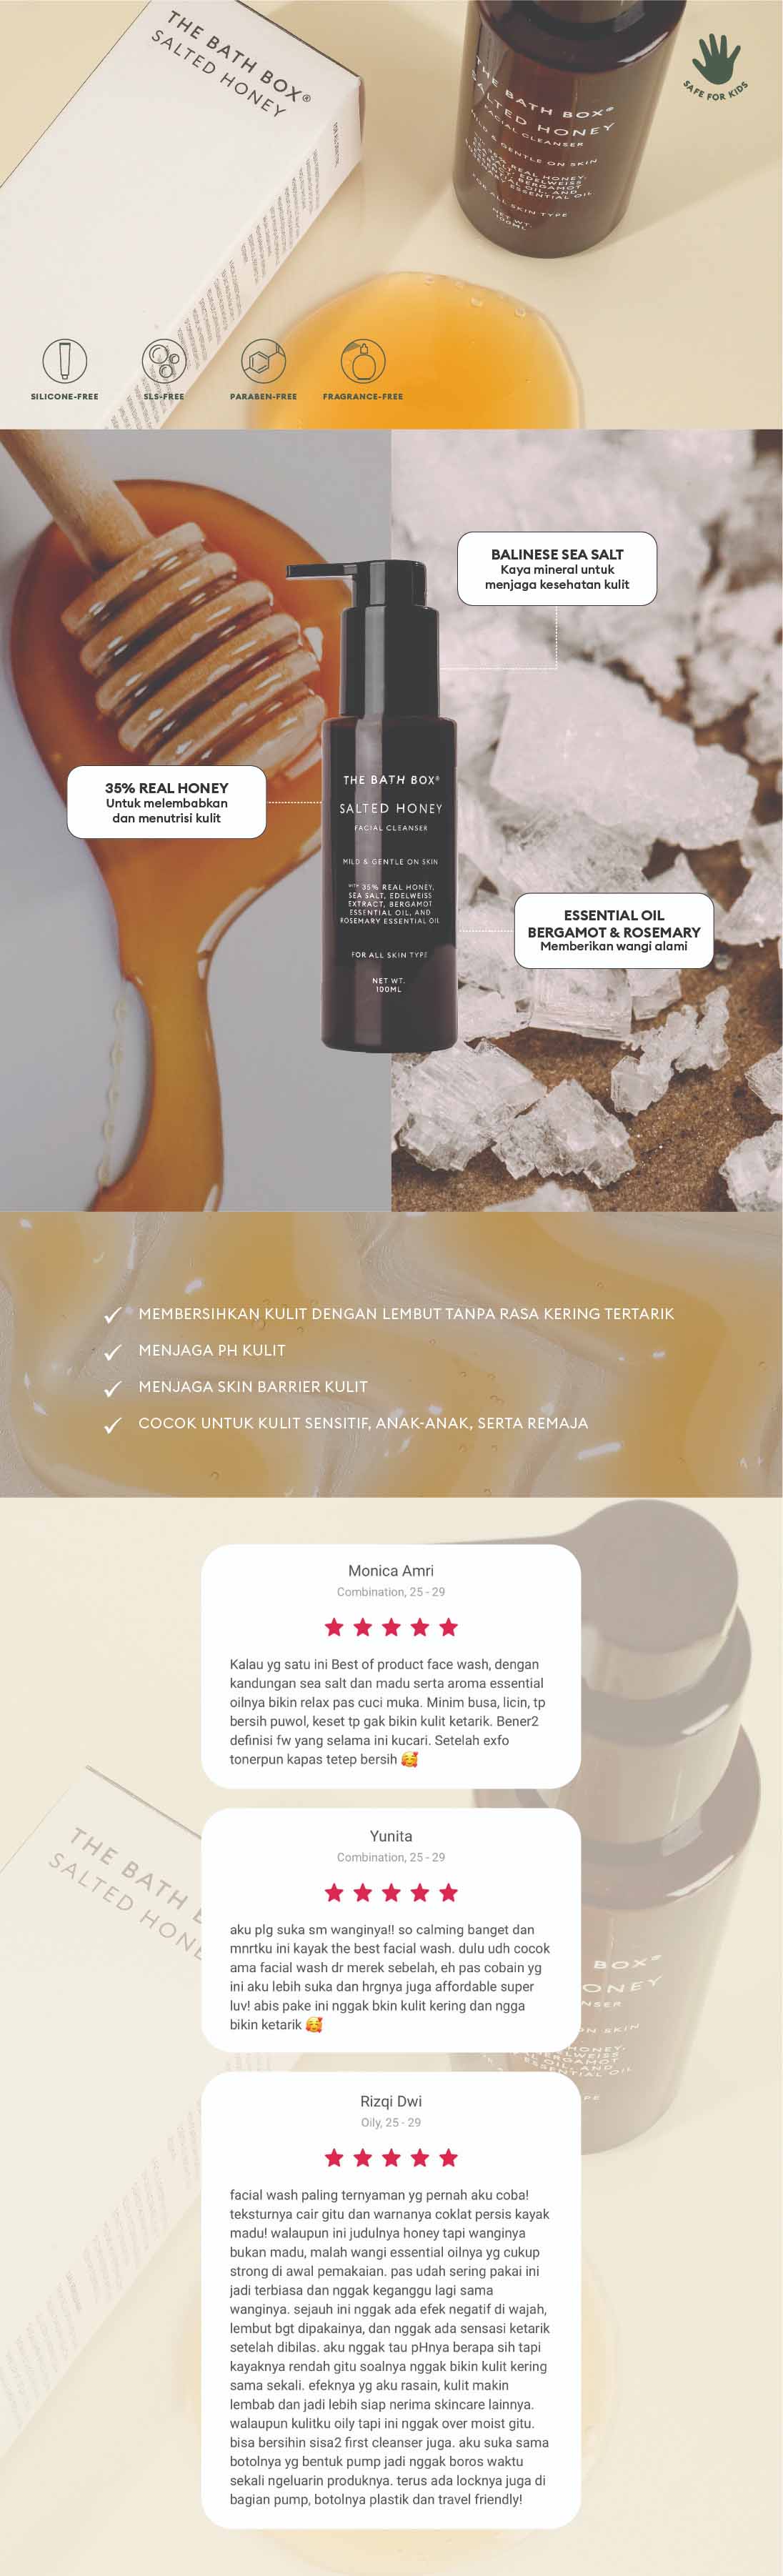 THE BATH BOX®
SALTED HONEY
THE BATH BOX®
SALTED HONEY
FACIAL CLEANSER
MILD & GENTLE ON SKIN
35% REAL HONEY,
EDELWEISS
BERGAMOT
OIL, AND
ESSENTIAL OIL
FOR ALL SKIN TYPE
NET WT.
100ML
SAFE FOR KIDS
SILICONE-FREE
SLS-FREE
PARABEN-FREE
FRAGRANCE-FREE
BALINESE SEA SALT
Kaya mineral untuk
menjaga kesehatan kulit
35% REAL HONEY
Untuk melembabkan
dan menutrisi kulit
THE BATH BOX®
SALTED HONEY
FACIAL CLEANSER
MILD & GENTLE ON SKIN
WITH 35% REAL HONEY,
SEA SALT, EDELWEISS
EXTRACT, BERGAMOT
ESSENTIAL OIL, AND
ROSEMARY ESSENTIAL OIL
FOR ALL SKIN TYPE
NET WT.
100ML
ESSENTIAL OIL
BERGAMOT & ROSEMARY
Memberikan wangi alami
MEMBERSIHKAN KULIT DENGAN LEMBUT TANPA RASA KERING TERTARIK
MENJAGA PH KULIT
MENJAGA SKIN BARRIER KULIT
COCOK UNTUK KULIT SENSITIF, ANAK-ANAK, SERTA REMAJA
Monica Amri
Combination, 25 - 29
Kalau yg satu ini Best of product face wash, dengan
kandungan sea salt dan madu serta aroma essential
oilnya bikin relax pas cuci muka. Minim busa, licin, tp
bersih puwol, keset tp gak bikin kulit ketarik. Bener2
definisi fw yang selama ini kucari. Setelah exfo
tonerpun kapas tetep bersih 🥰
Yunita
Combination, 25 - 29
aku plg suka sm wanginya!! so calming banget dan
mnrtku ini kayak the best facial wash. dulu udh cocok
ama facial wash dr merek sebelah, eh pas cobain yg
ini aku lebih suka dan hrgnya juga affordable super
luv! abis pake ini nggak bkin kulit kering dan ngga
bikin ketarik 🥰
THE BATH
SALTED HONE
BOX®
ONEY
NSER
ON SKIN
HONEY,
ELWEISS
ERGAMOT
OIL, AND
ESSENTIAL OIL
Rizqi Dwi
Oily, 25 - 29
facial wash paling ternyaman yg pernah aku coba!
teksturnya cair gitu dan warnanya coklat persis kayak
madu! walaupun ini judulnya honey tapi wanginya
bukan madu, malah wangi essential oilnya yg cukup
strong di awal pemakaian. pas udah sering pakai ini
jadi terbiasa dan nggak keganggu lagi sama
wanginya. sejauh ini nggak ada efek negatif di wajah,
lembut bgt dipakainya, dan nggak ada sensasi ketarik
setelah dibilas. aku nggak tau pHnya berapa sih tapi
kayaknya rendah gitu soalnya nggak bikin kulit kering
sama sekali. efeknya yg aku rasain, kulit makin
lembab dan jadi lebih siap nerima skincare lainnya.
walaupun kulitku oily tapi ini nggak over moist gitu.
bisa bersihin sisa2 first cleanser juga. aku suka sama
botolnya yg bentuk pump jadi nggak boros waktu
sekali ngeluarin produknya. terus ada locknya juga di
bagian pump, botolnya plastik dan travel friendly!